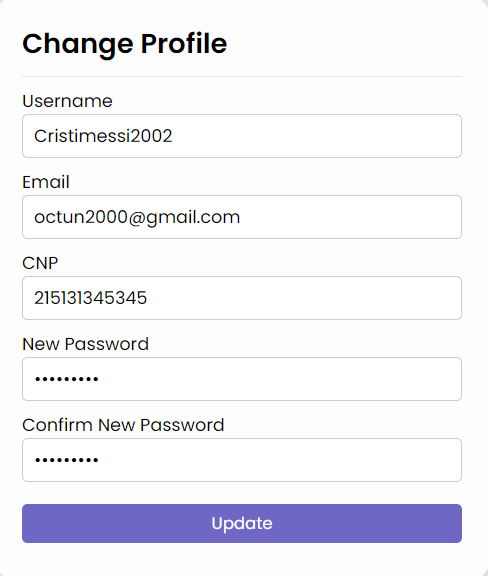 Change Profile
Username
Cristimessi2002
Email
octun2000@gmail.com
CNP
215131345345
New Password
•••••••••
Confirm New Password
•••••••••
Update